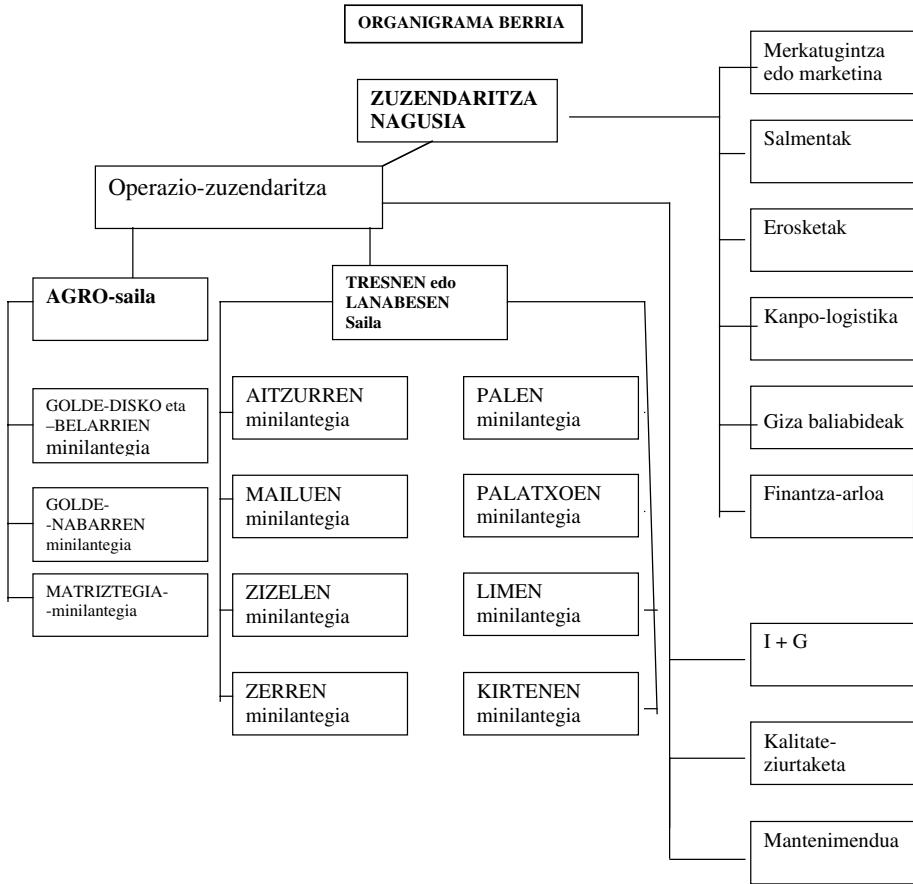 ORGANIGRAMA BERRIA
ZUZENDARITZA
NAGUSIA
Operazio-zuzendaritza
AGRO-saila
TRESNEN edo
LANABESEN
Saila
GOLDE-DISKO eta
–BELARRIEN
minilantegia
GOLDE-
-NABARREN
minilantegia
MATRIZTEGIA-
-minilantegia
AITZURREN
minilantegia
MAILUEN
minilantegia
ZIZELEN
minilantegia
ZERREN
minilantegia
PALEN
minilantegia
PALATXOEN
minilantegia
LIMEN
minilantegia
KIRTENEN
minilantegia
Merkatugintza
edo marketina
Salmentak
Erosketak
Kanpo-logistika
Giza baliabideak
Finantza-arloa
I + G
Kalitate-
ziurtaketa
Mantenimendua